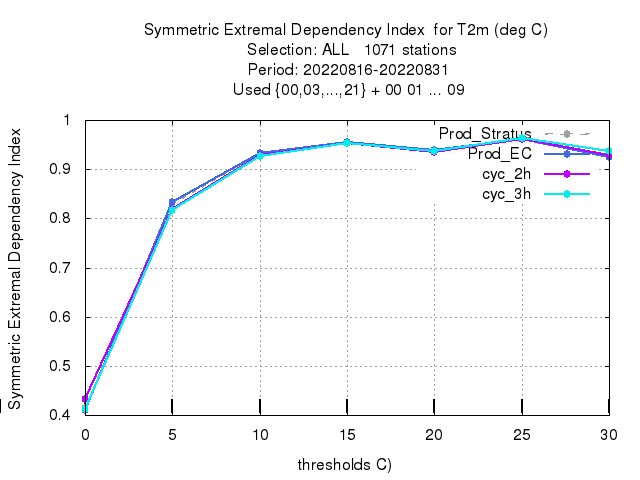 Symmetric Extremal Dependency Index  for T2m (deg C)
Selection: ALL   1071 stations
Period: 20220816-20220831
Used {00,03,...,21} + 00 01 ... 09
Symmetric Extremal Dependency Index
1
0.9
0.8
0.7
0.6
0.5
0.4
Prod_Stratus
Prod_EC
cyc_2h
cyc_3h
0 5 10 15 20 25 30
thresholds C)